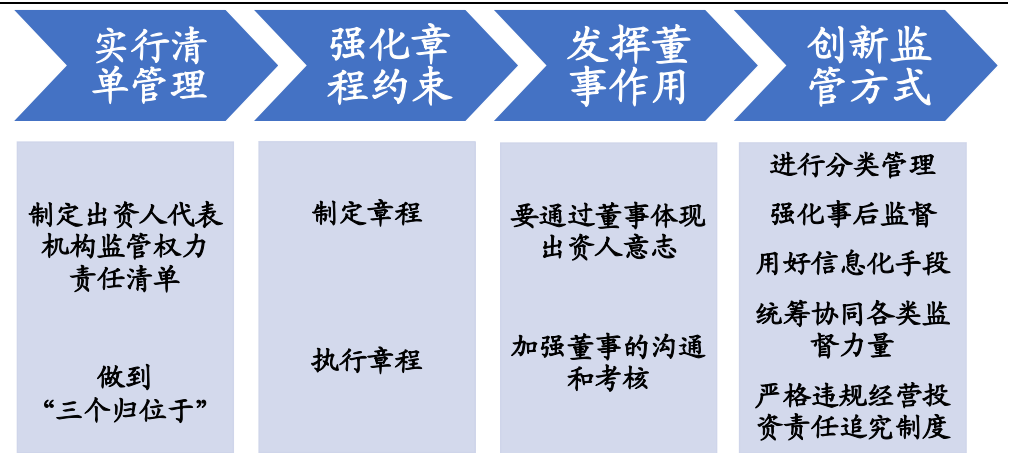 实行清
单管理
强化章
程约束
发挥董
事作用
创新监
管方式
制定出资人代表
机构监管权力
责任清单
做到
“三个归位于”
制定章程
执行章程
要通过董事体现
出资人意志
加强董事的沟通
和考核
进行分类管理
强化事后监督
用好信息化手段
统筹协同各类监
督力量
严格违规经营投
资责任追究制度